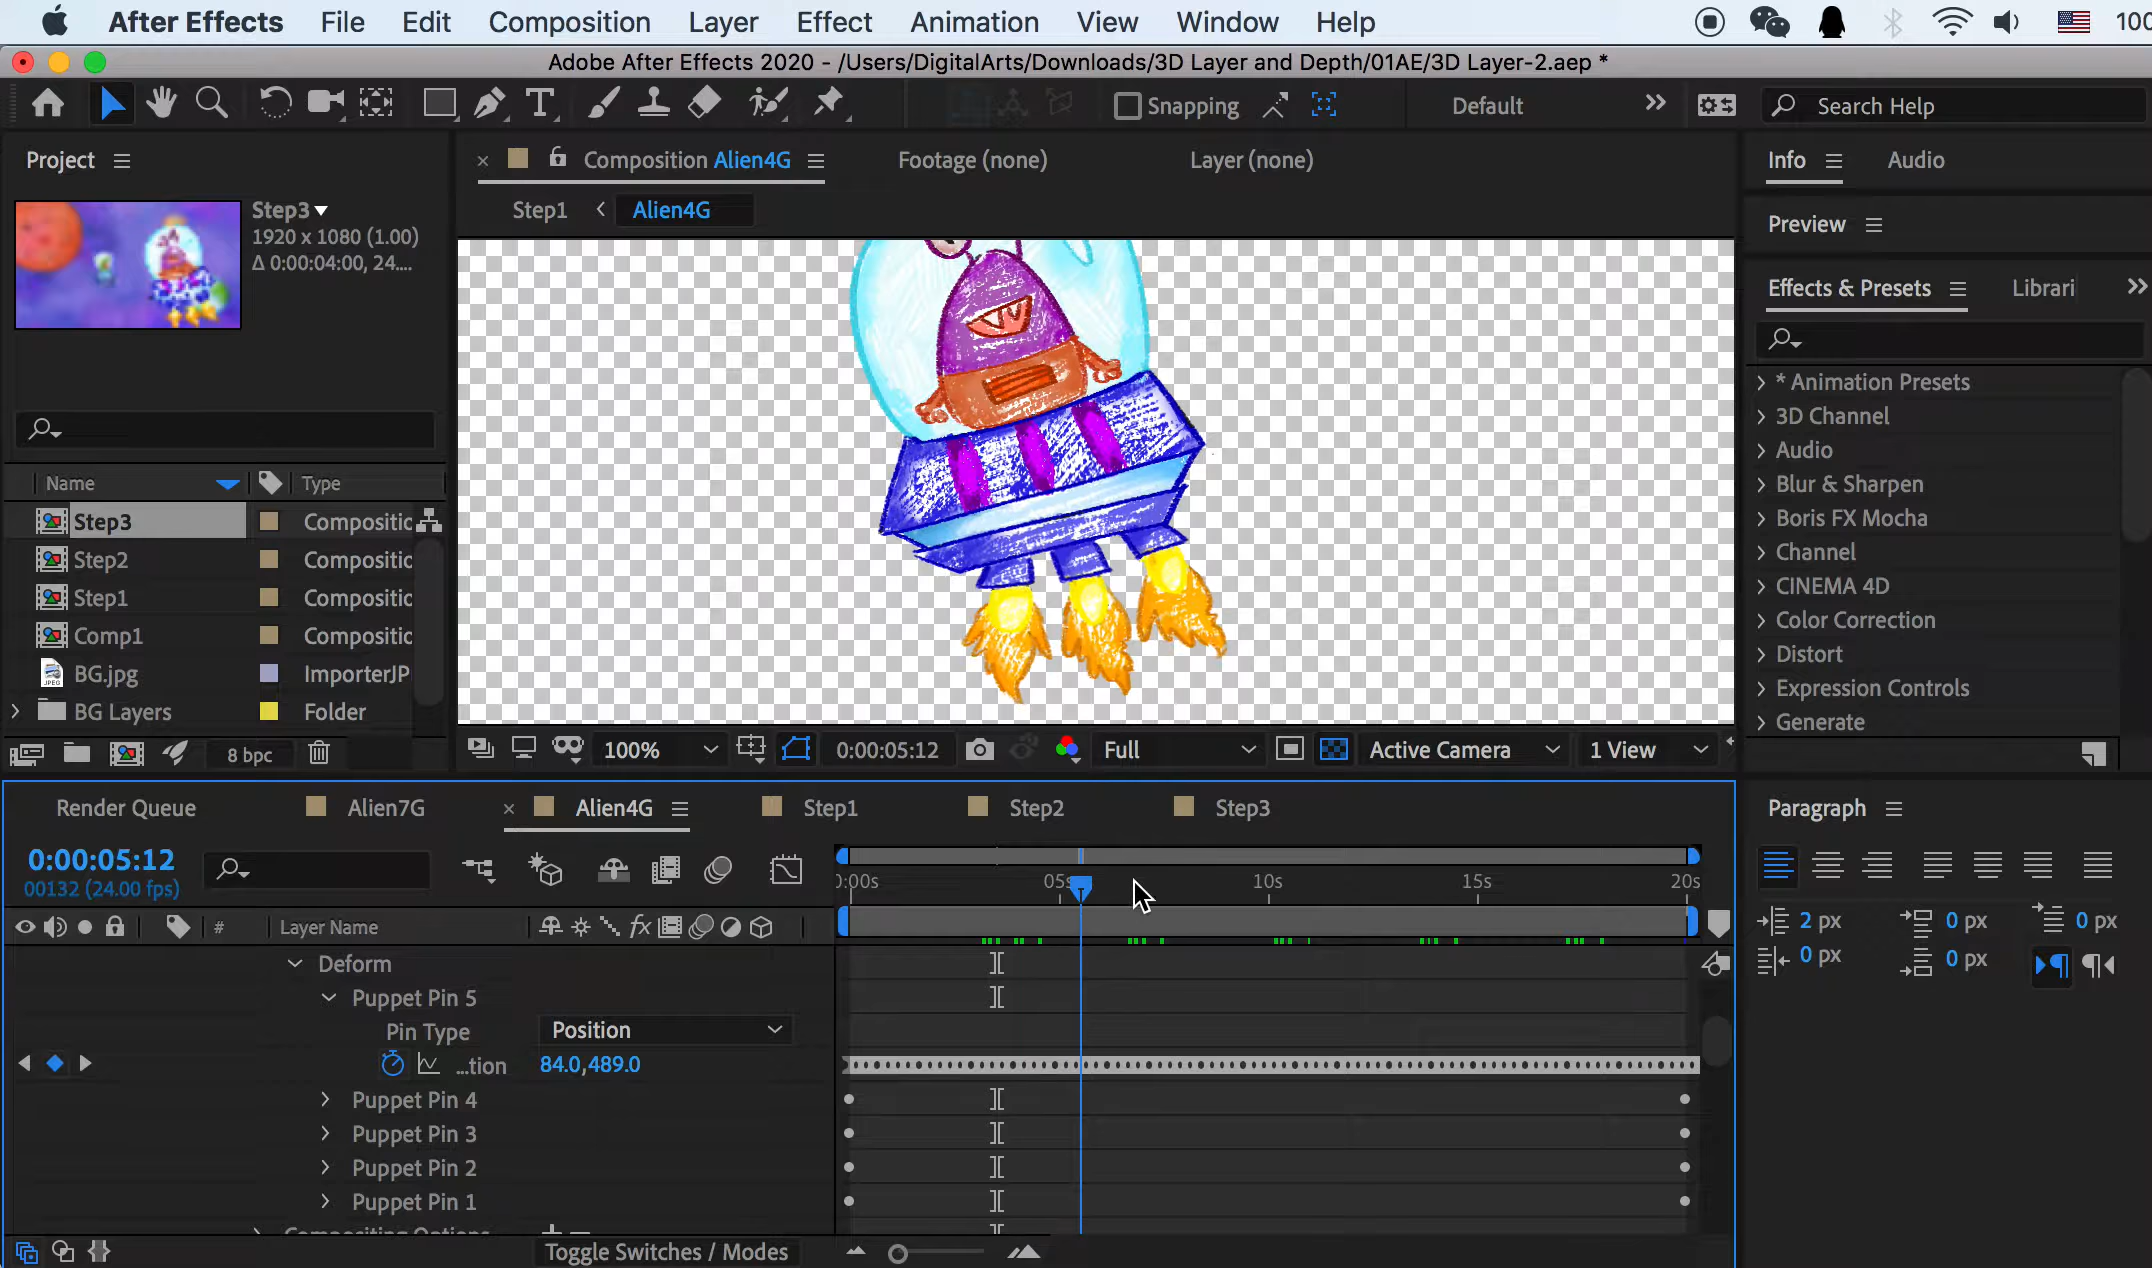 After Effects File Edit Composition Layer Effect Animation View Window Help
Adobe After Effects 2020 - /Users/DigitalArts/Downloads/3D Layer and Depth/01AE/3D Layer-2.aep *
Snapping Default Search Help
Project
Composition Alien4G Footage (none) Layer (none)
Info Audio
Step3
1920 x 1080 (1.00)
Δ 0:00:04:00, 24....
Step1 Alien4G
Preview
Effects & Presets Librari
* Animation Presets
3D Channel
Audio
Blur & Sharpen
Boris FX Mocha
Channel
CINEMA 4D
Color Correction
Distort
Expression Controls
Generate
Name Type
Step3
Step2
Step1
Comp1
BG.jpg ImporterJP
BG Layers Folder
8 bpc
100% 0:00:05:12 Full Active Camera 1 View
Render Queue Alien7G Alien4G Step1 Step2 Step3
0:00:05:12
00132 (24.00 fps)
05s 10s 15s 20s
# Layer Name
Deform
Puppet Pin 5
Pin Type Position
...tion 84.0,489.0
Puppet Pin 4
Puppet Pin 3
Puppet Pin 2
Puppet Pin 1
Toggle Switches / Modes
Paragraph
2 px 0 px 0 px
0 px 0 px